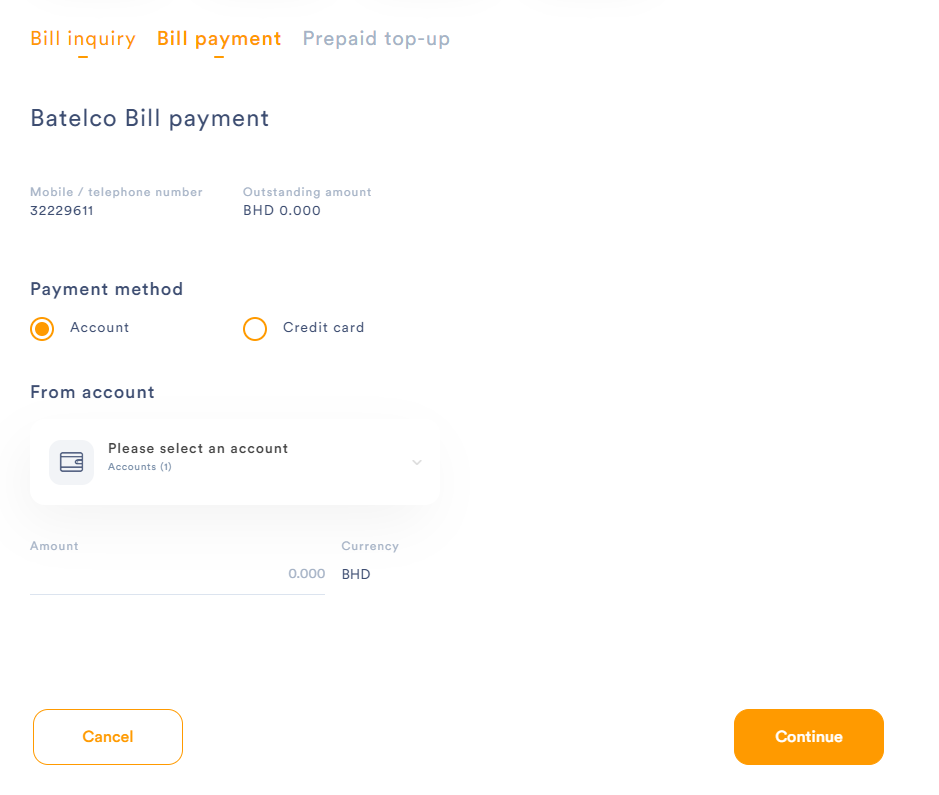 Bill inquiry Bill payment Prepaid top-up
Batelco Bill payment
Mobile / telephone number Outstanding amount
32229611 BHD 0.000
Payment method
Account Credit card
From account
Please select an account
Accounts (1)
Amount Currency
0.000 BHD
Cancel Continue